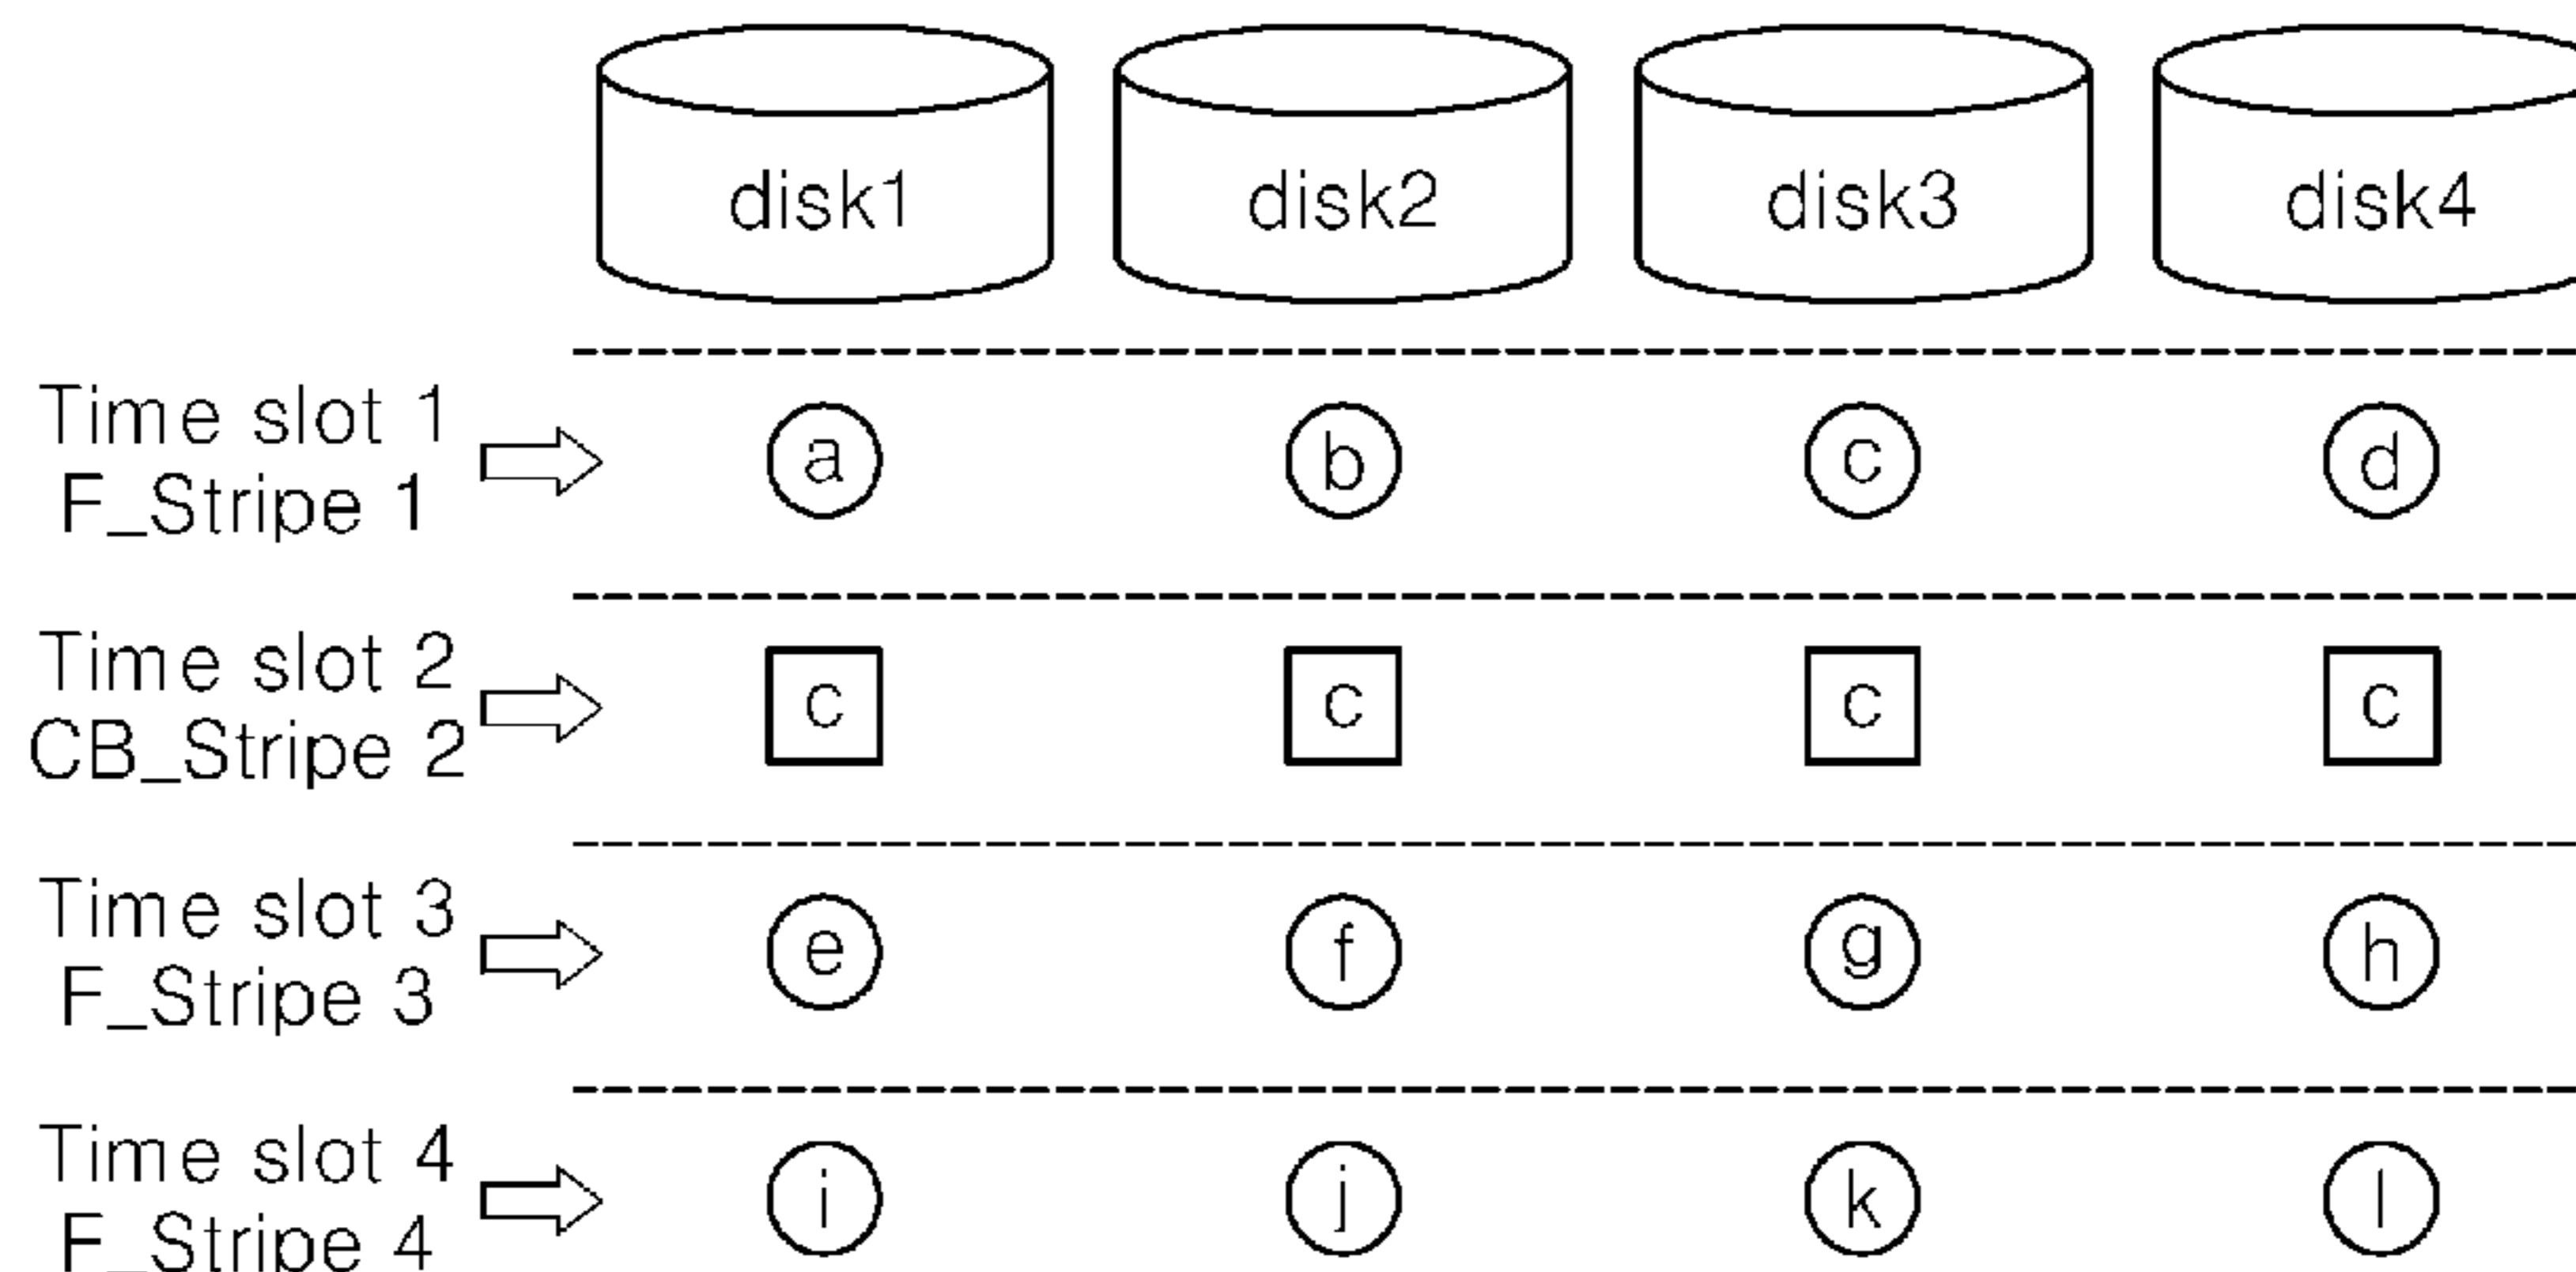 disk1 disk2 disk3 disk4
Time slot 1
F_Stripe 1
a b c d
Time slot 2
CB_Stripe 2
c c c c
Time slot 3
F_Stripe 3
e f g h
Time slot 4
F_Stripe 4
i j k l